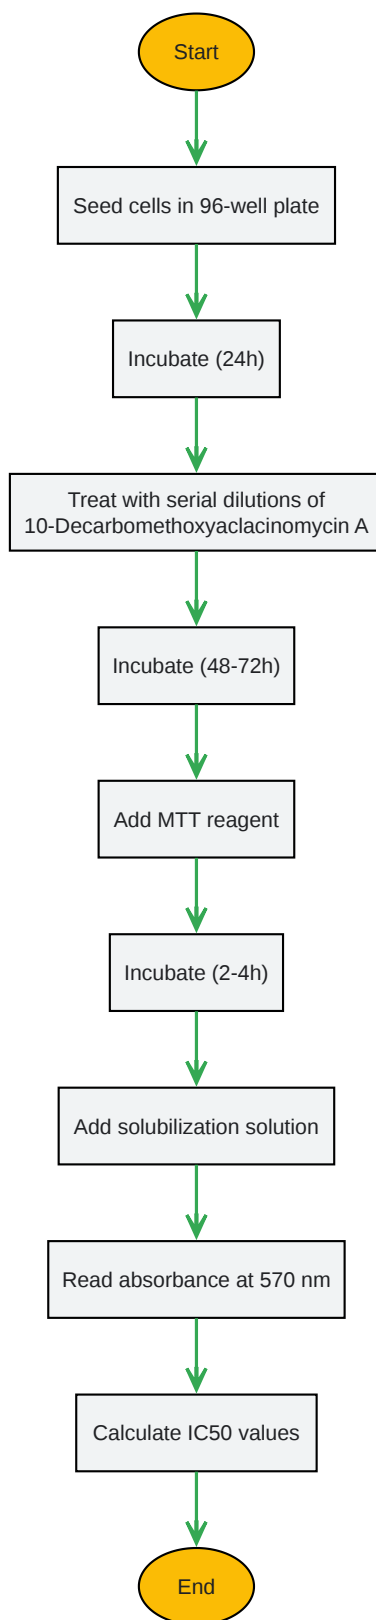 Start
Seed cells in 96-well plate
Incubate (24h)
Treat with serial dilutions of
10-Decarbomethoxyaclacinomycin A
Incubate (48-72h)
Add MTT reagent
Incubate (2-4h)
Add solubilization solution
Read absorbance at 570 nm
Calculate IC50 values
End